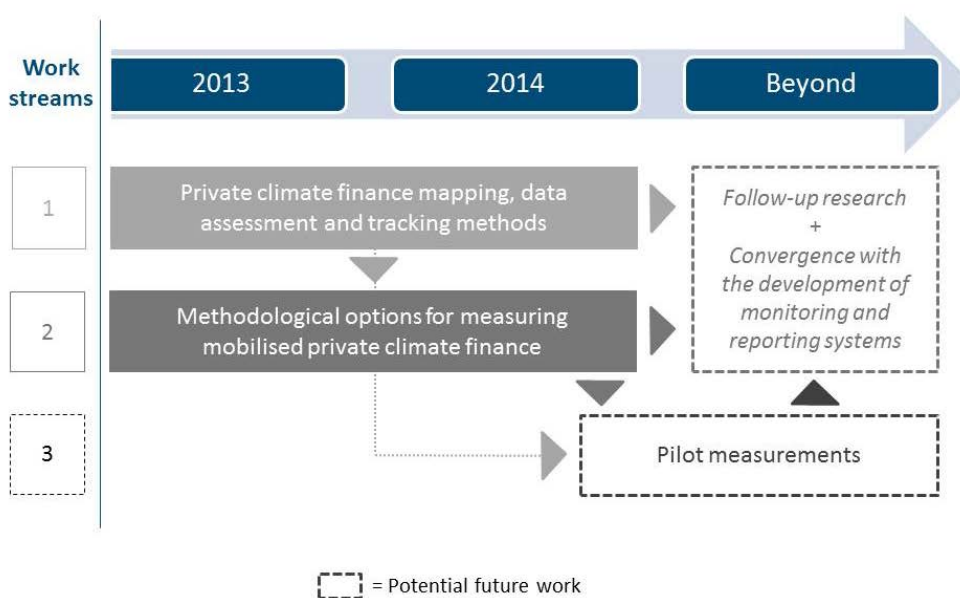 Work
streams
2013
2014
Beyond
1
Private climate finance mapping, data
assessment and tracking methods
Follow-up research
+
Convergence with
the development of
monitoring and
reporting systems
2
Methodological options for measuring
mobilised private climate finance
3
Pilot measurements
= Potential future work